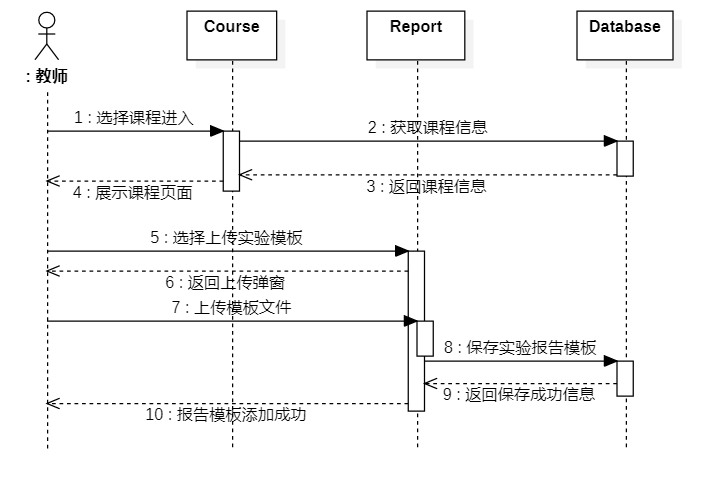 Course
Report
Database
: 教师
1 : 选择课程进入
2 : 获取课程信息
3 : 返回课程信息
4 : 展示课程页面
5 : 选择上传实验模板
6 : 返回上传弹窗
7 : 上传模板文件
8 : 保存实验报告模板
9 : 返回保存成功信息
10 : 报告模板添加成功